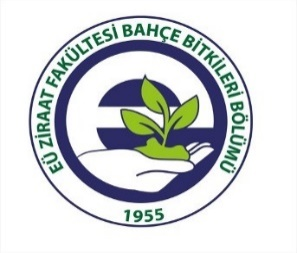 EÜ ZİRAAT FAKÜLTESİ BAHÇE BİTKİLERİ BÖLÜMÜ
1955